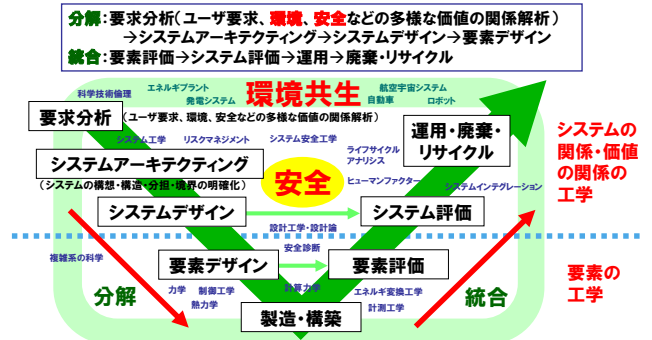 分解:要求分析(ユーザ要求、環境、安全などの多様な価値の関係解析)
→システムアーキテクティング→システムデザイン→要素デザイン
統合:要素評価→システム評価→運用→廃棄・リサイクル
科学技術倫理
エネルギプラント
発電システム
環境共生
航空宇宙システム
自動車
ロボット
要求分析
(ユーザ要求、環境、安全などの多様な価値の関係解析)
システム工学
リスクマネジメント
システム安全工学
運用・廃棄・
リサイクル
システムの
関係・価値
の関係の
工学
システムアーキテクティング
(システムの構想・構造・分担・境界の明確化)
安全
ライフサイクル
アナリシス
ヒューマンファクター
システムインテグレーション
システムデザイン
システム評価
設計工学・設計論
安全診断
複雑系の科学
要素デザイン
要素評価
要素の
工学
分解
力学
制御工学
熱力学
計算力学
エネルギ変換工学
計測工学
統合
製造・構築